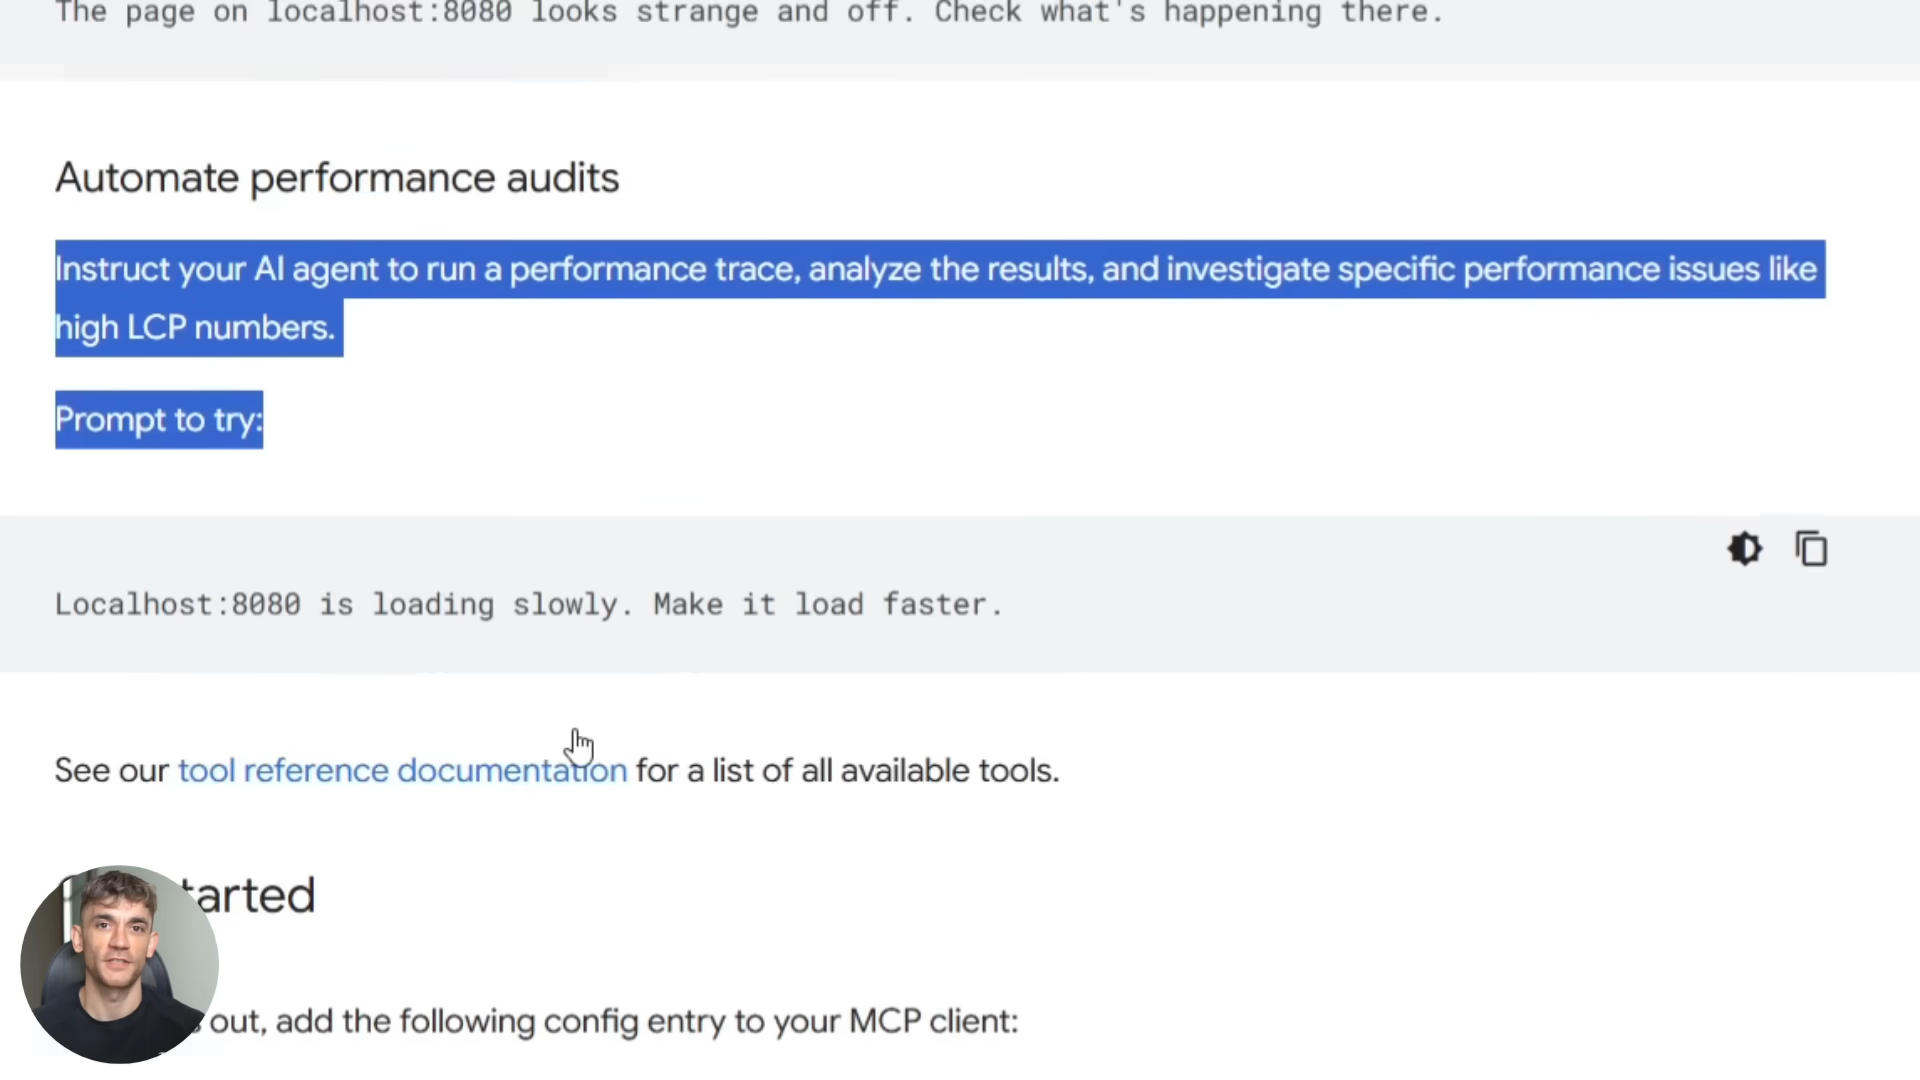 The page on localhost:8080 looks strange and off. Check what's happening there.
Automate performance audits
Instruct your AI agent to run a performance trace, analyze the results, and investigate specific performance issues like
high LCP numbers.
Prompt to try:
Localhost:8080 is loading slowly. Make it load faster.
See our tool reference documentation for a list of all available tools.
tarted
out, add the following config entry to your MCP client: